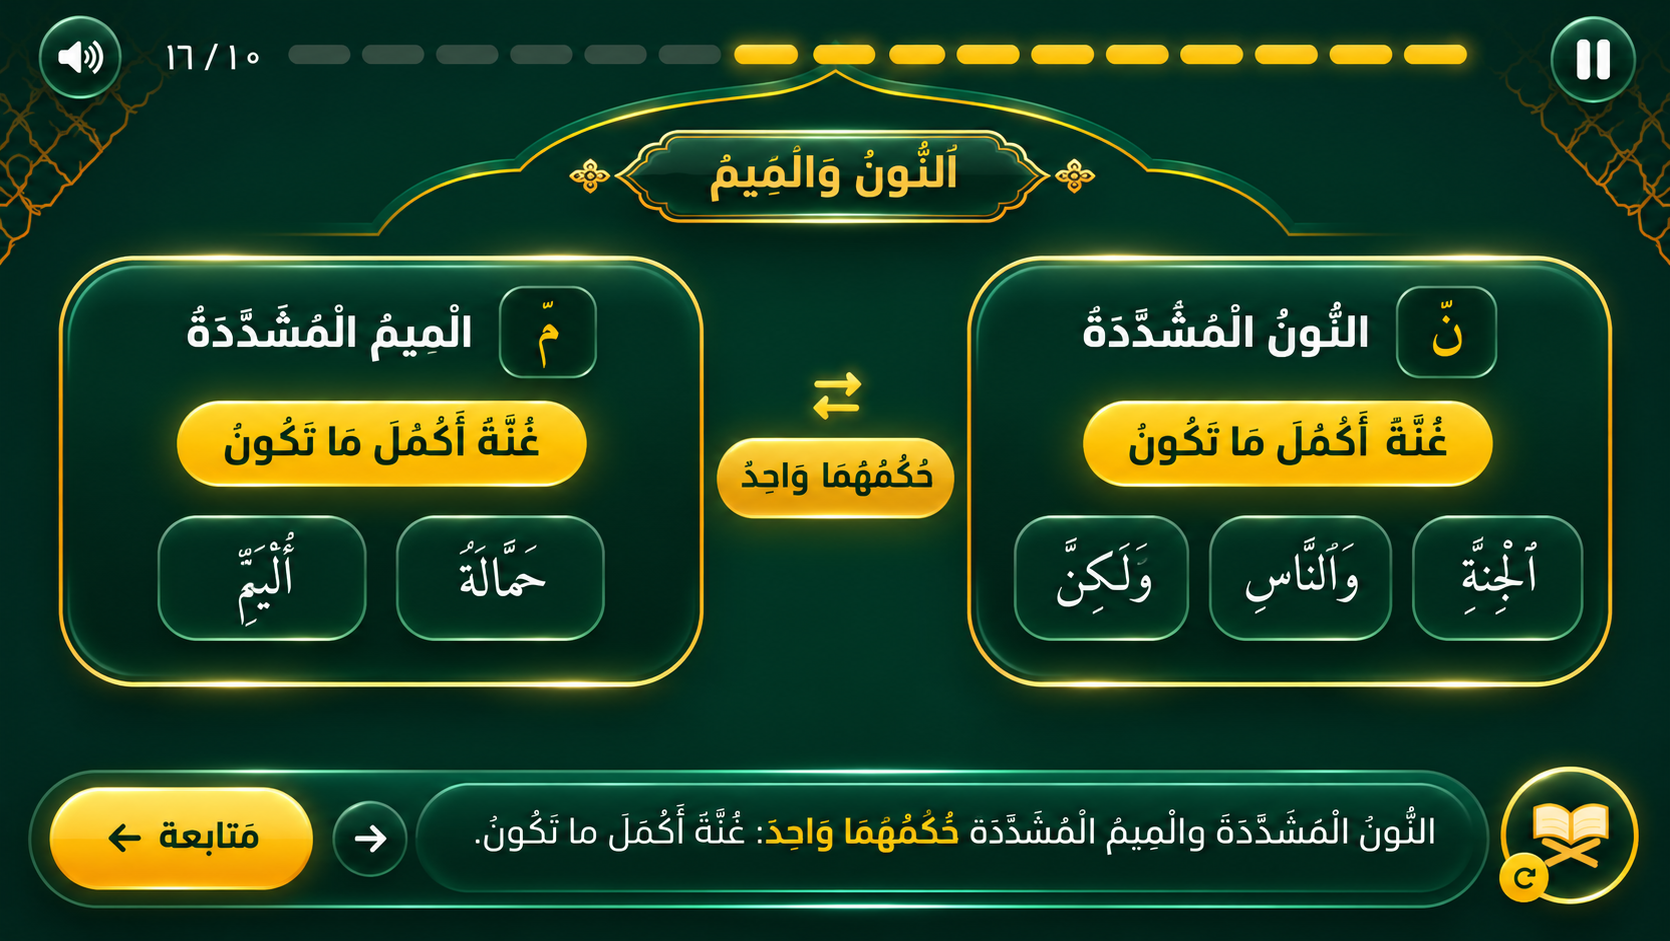 ١٠ / ١٦
اَلنُّونُ وَالْمِيمُ
نّ
النُّونُ الْمُشُدَّدَةُ
غُنَّةٌ أَكُمُلَ مَا تَكُونُ
ٱلْجِنَّةِ
وَٱلنَّاسِ
وَلَكِنَّ
حُكُمُهُمَا وَاحِدٌ
مّ
الْمِيمُ الْمُشَدَّدَةُ
غُنَّةٌ أَكُمُلَ مَا تَكُونُ
حَمَّالَةُ
أُلْيَمِّ
النُّونُ الْمَشَدَّدَةَ والْمِيمُ الْمُشَدَّدَة حُكُمُهُمَا وَاحِدَ: غُنَّةَ أَكُمَلَ ما تَكُونُ.
مَتابعة